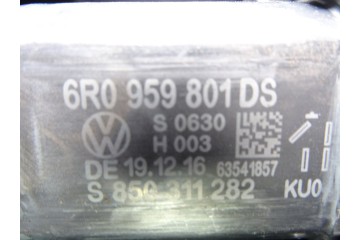 6R0 959 801 DS
S 0630
H 003
DE 19.12.16 63541857
S 850 311 282 KU0